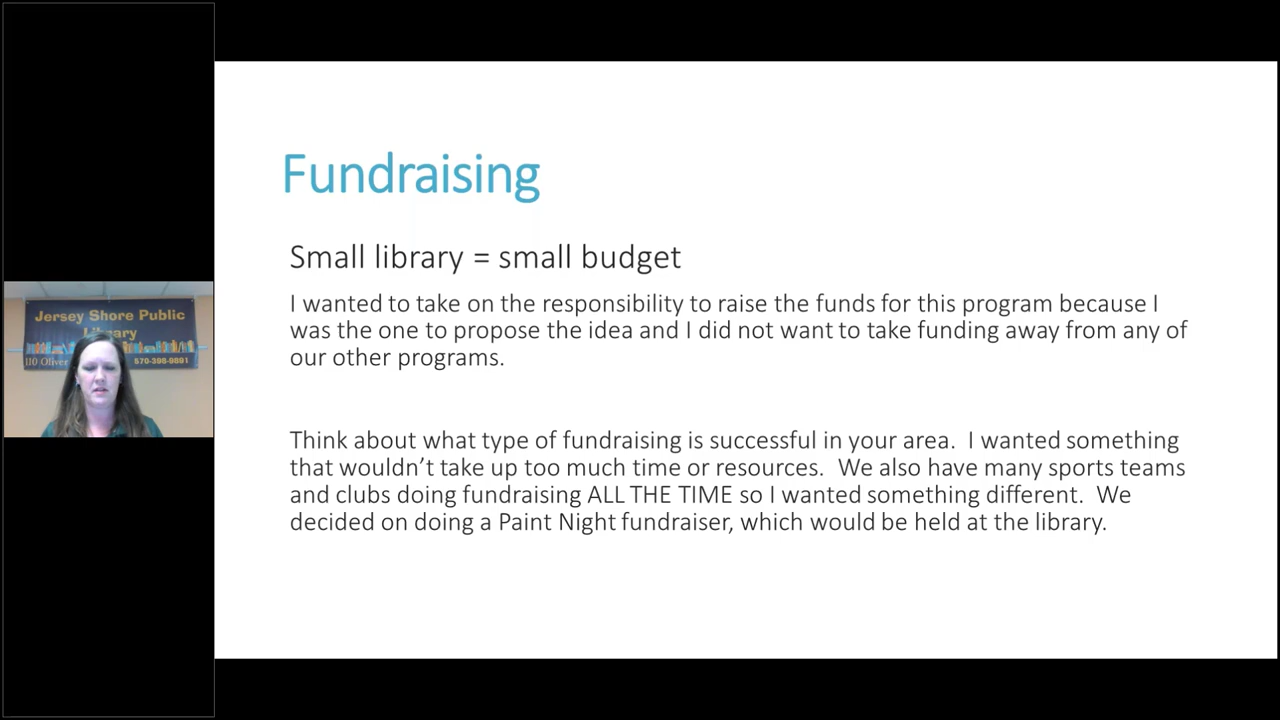 Fundraising
Small library = small budget
I wanted to take on the responsibility to raise the funds for this program because I
was the one to propose the idea and I did not want to take funding away from any of
our other programs.
Think about what type of fundraising is successful in your area.  I wanted something
that wouldn’t take up too much time or resources.  We also have many sports teams
and clubs doing fundraising ALL THE TIME so I wanted something different.  We
decided on doing a Paint Night fundraiser, which would be held at the library.
Jersey Shore Public
Library
110 Oliver
570-398-9891